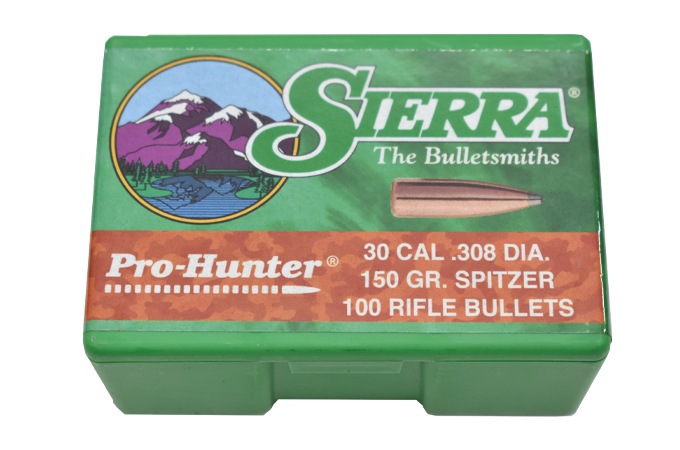 SIERRA®
The Bulletsmiths
Pro-Hunter®
30 CAL .308 DIA.
150 GR. SPITZER
100 RIFLE BULLETS